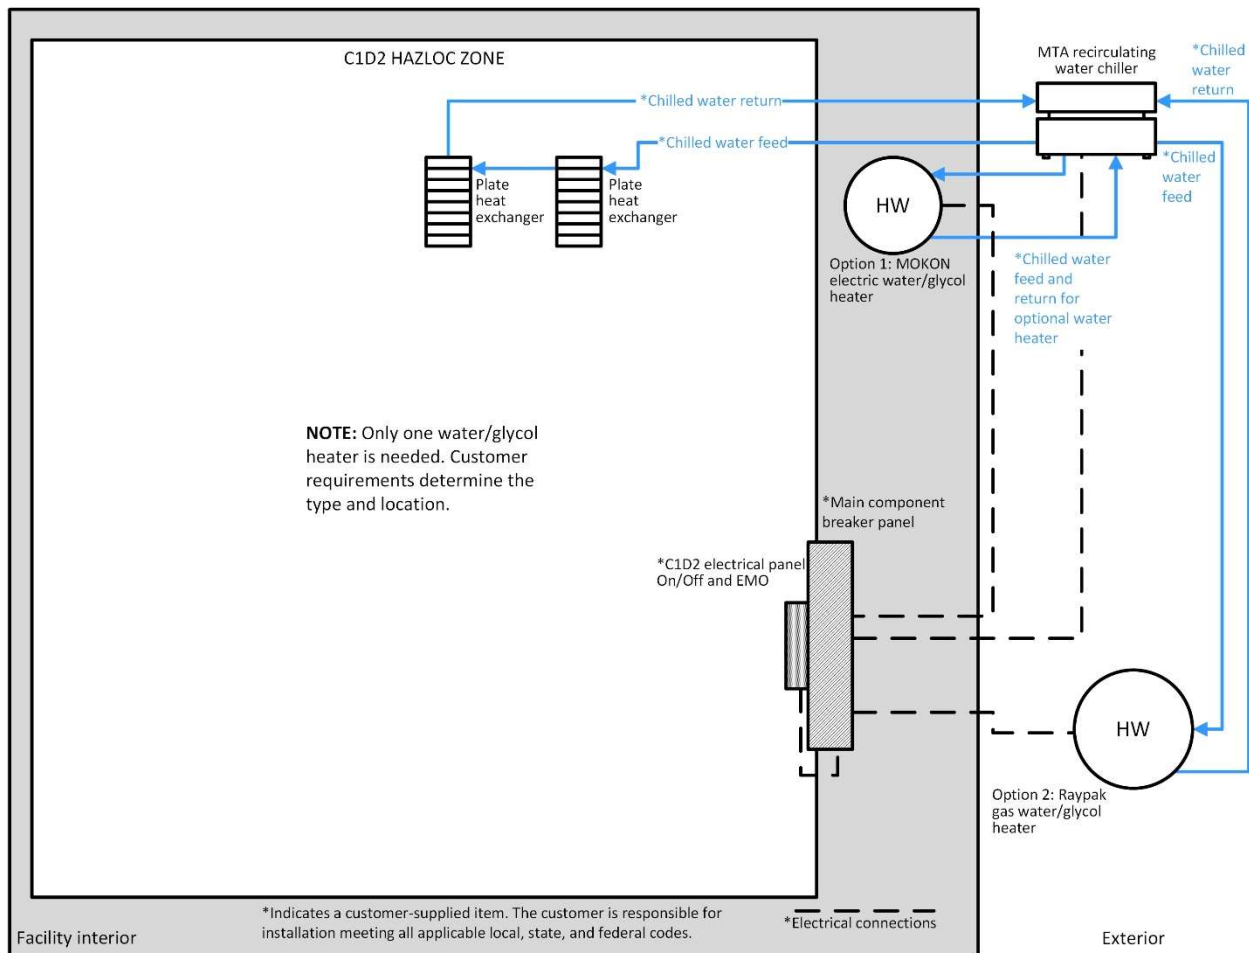 C1D2 HAZLOC ZONE
MTA recirculating
water chiller
*Chilled
water
return
*Chilled water return
*Chilled water feed
*Chilled
water
feed
Plate
heat
exchanger
Plate
heat
exchanger
HW
Option 1: MOKON
electric water/glycol
heater
*Chilled water
feed and
return for
optional water
heater
NOTE: Only one water/glycol
heater is needed. Customer
requirements determine the
type and location.
*Main component
breaker panel
*C1D2 electrical panel
On/Off and EMO
HW
Option 2: Raypak
gas water/glycol
heater
*Indicates a customer-supplied item. The customer is responsible for
installation meeting all applicable local, state, and federal codes.
*Electrical connections
Facility interior
Exterior